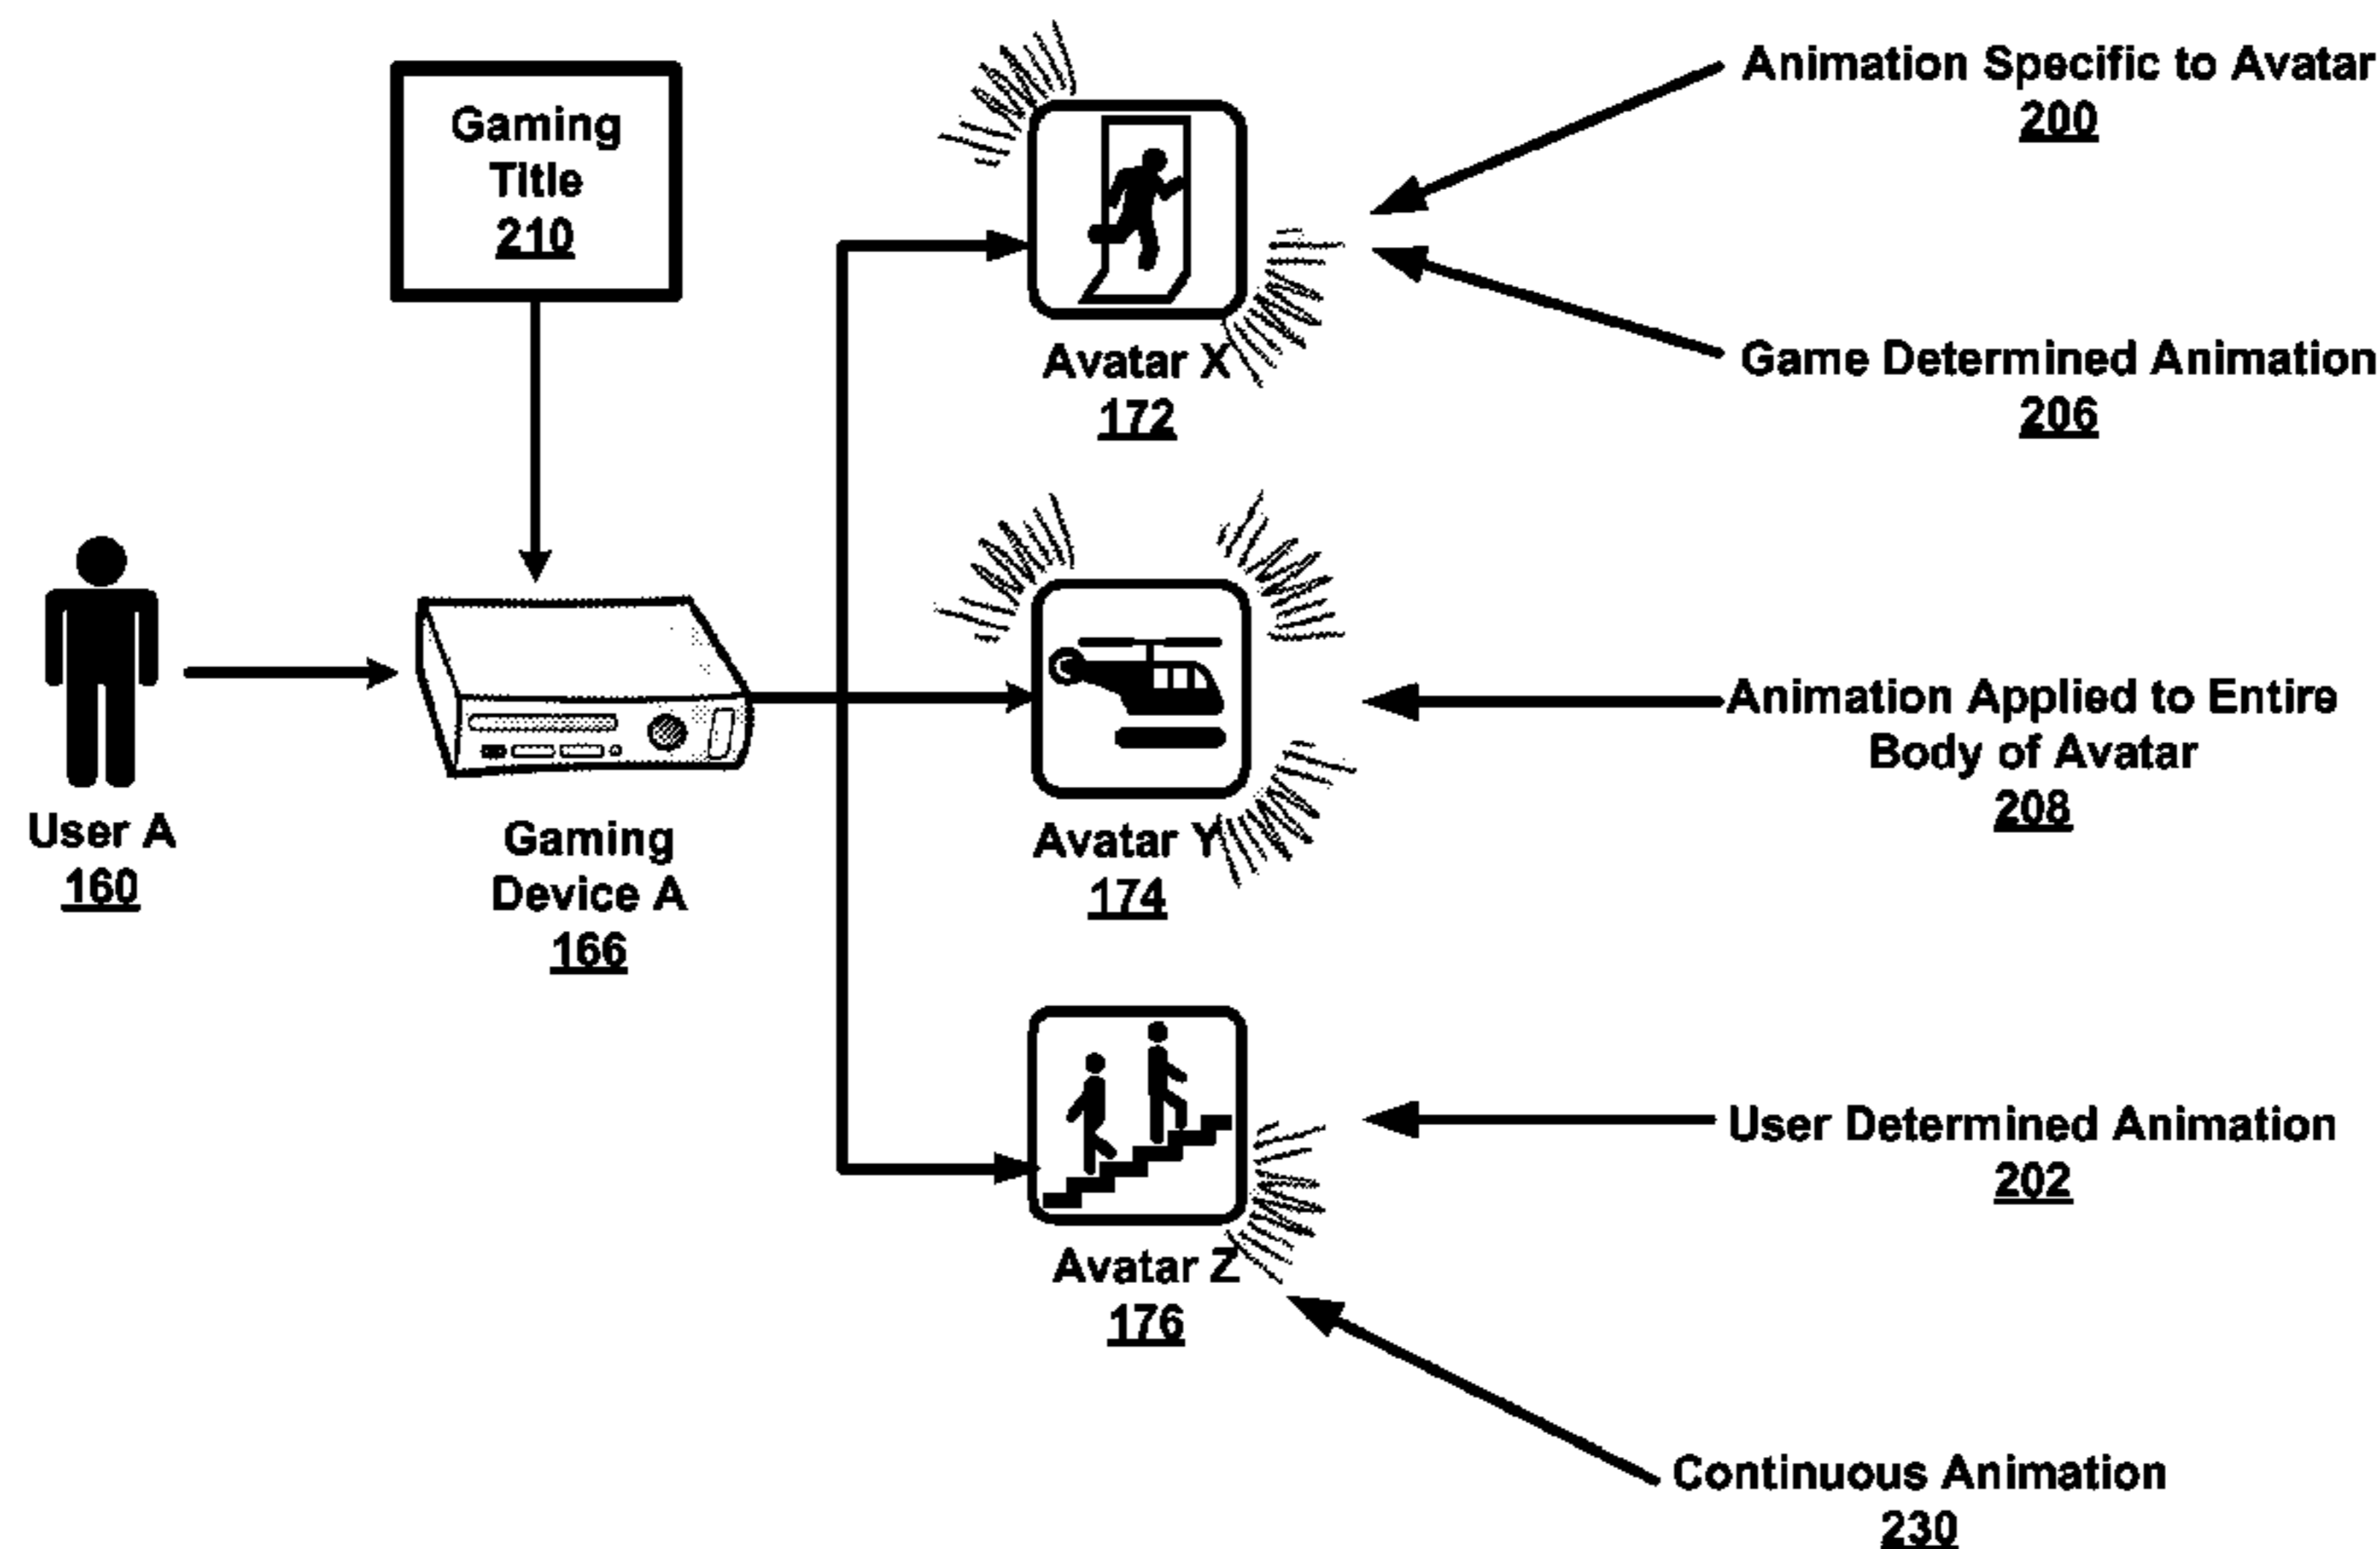 Gaming
Title
210
User A
160
Gaming
Device A
166
Avatar X
172
Avatar Y
174
Avatar Z
176
Animation Specific to Avatar
200
Game Determined Animation
206
Animation Applied to Entire
Body of Avatar
208
User Determined Animation
202
Continuous Animation
230